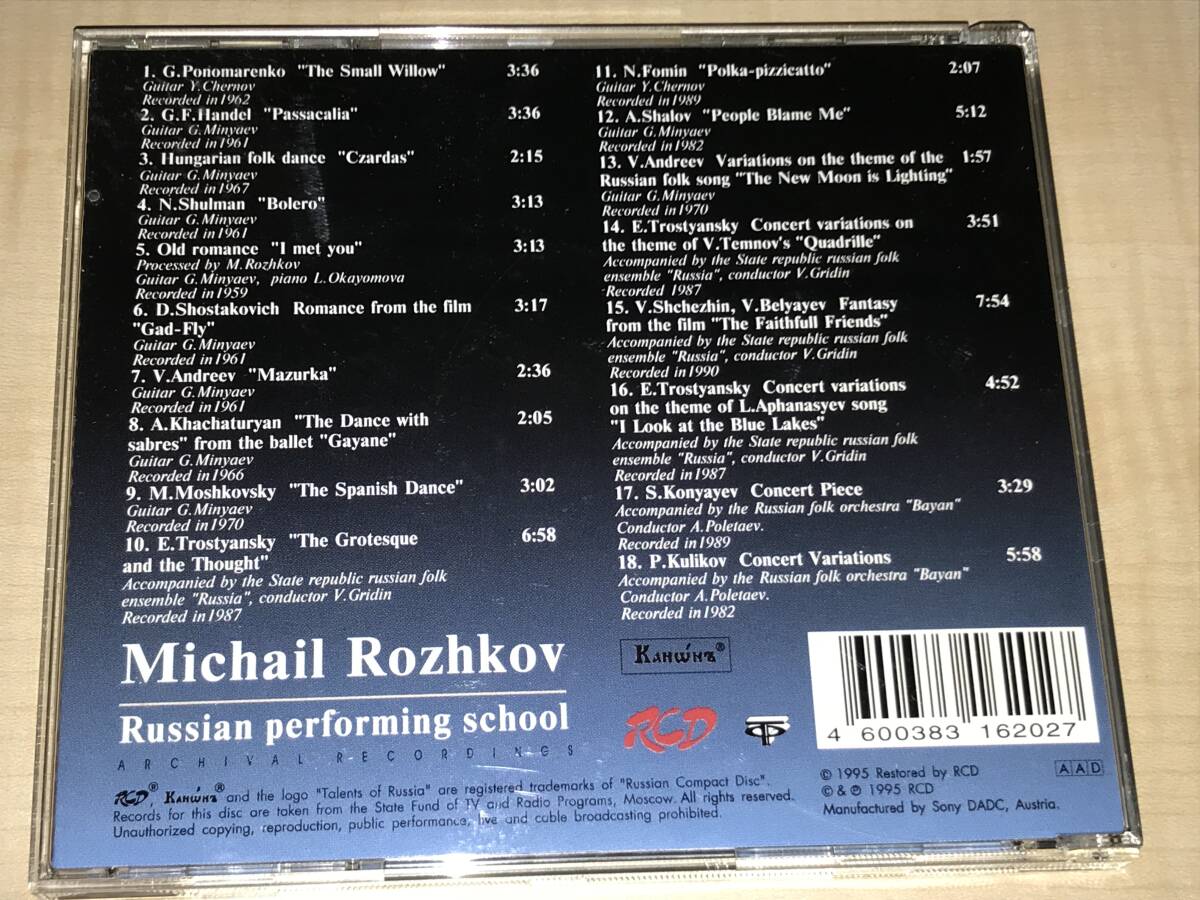 1. G.Ponomarenko "The Small Willow" 3:36
Guitar Y.Chernov
Recorded in 1962
2. G.F.Handel "Passacalia" 3:36
Guitar G.Minyaev
Recorded in 1961
3. Hungarian folk dance "Czardas" 2:15
Guitar G.Minyaev
Recorded in 1967
4. N.Shulman "Bolero" 3:13
Guitar G.Minyaev
Recorded in 1961
5. Old romance "I met you" 3:13
Processed by M.Rozhkov
Guitar G.Minyaev, piano L.Okayomova
Recorded in 1959
6. D.Shostakovich Romance from the film 3:17
"Gad-Fly"
Guitar G.Minyaev
Recorded in 1961
7. V.Andreev "Mazurka" 2:36
Guitar G.Minyaev
Recorded in 1961
8. A.Khachaturyan "The Dance with 2:05
sabres" from the ballet "Gayane"
Guitar G.Minyaev
Recorded in 1966
9. M.Moshkovsky "The Spanish Dance" 3:02
Guitar G.Minyaev
Recorded in 1970
10. E.Trostyansky "The Grotesque 6:58
and the Thought"
Accompanied by the State republic russian folk
ensemble "Russia", conductor V.Gridin
Recorded in 1987
11. N.Fomin "Polka-pizzicatto" 2:07
Guitar Y.Chernov
Recorded in 1989
12. A.Shalov "People Blame Me" 5:12
Guitar G.Minyaev
Recorded in 1982
13. V.Andreev Variations on the theme of the 1:57
Russian folk song "The New Moon is Lighting"
Guitar G.Minyaev
Recorded in 1970
14. E.Trostyansky Concert variations on 3:51
the theme of V.Temnov's "Quadrille"
Accompanied by the State republic russian folk
ensemble "Russia", conductor V.Gridin
Recorded 1987
15. V.Shchezhin, V.Belyayev Fantasy 7:54
from the film "The Faithfull Friends"
Accompanied by the State republic russian folk
ensemble "Russia", conductor V.Gridin
Recorded in 1990
16. E.Trostyansky Concert variations 4:52
on the theme of L.Aphanasyev song
"I Look at the Blue Lakes"
Accompanied by the State republic russian folk
ensemble "Russia", conductor V.Gridin
Recorded in 1987
17. S.Konyayev Concert Piece 3:29
Accompanied by the Russian folk orchestra "Bayan"
Conductor A.Poletaev.
Recorded in 1989
18. P.Kulikov Concert Variations 5:58
Accompanied by the Russian folk orchestra "Bayan"
Conductor A.Poletaev.
Recorded in 1982
Michail Rozhkov
Russian performing school
ARCHIVAL RECORDINGS
Канѡ́нъ®
RCD
4 600383 162027
RCD®, Канѡ́нъ® and the logo "Talents of Russia" are registered trademarks of "Russian Compact Disc".
Records for this disc are taken from the State Fund of TV and Radio Programs, Moscow. All rights reserved.
Unauthorized copying, reproduction, public performance, live and cuble broadcasting prohibited.
© 1995 Restored by RCD
© & ℗ 1995 RCD
Manufactured by Sony DADC, Austria.
AAD